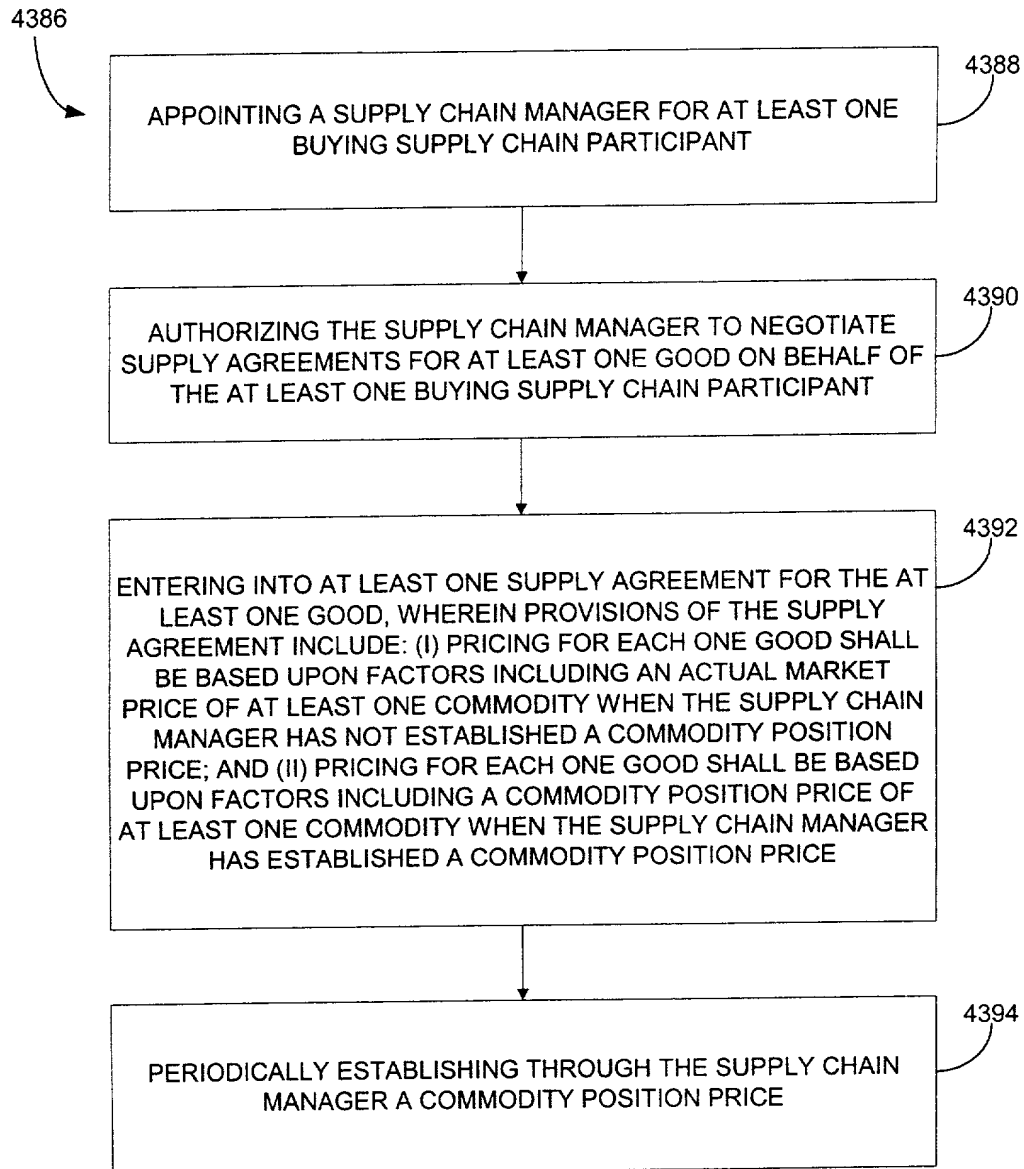 4386
4388
APPOINTING A SUPPLY CHAIN MANAGER FOR AT LEAST ONE
BUYING SUPPLY CHAIN PARTICIPANT
4390
AUTHORIZING THE SUPPLY CHAIN MANAGER TO NEGOTIATE
SUPPLY AGREEMENTS FOR AT LEAST ONE GOOD ON BEHALF OF
THE AT LEAST ONE BUYING SUPPLY CHAIN PARTICIPANT
4392
ENTERING INTO AT LEAST ONE SUPPLY AGREEMENT FOR THE AT
LEAST ONE GOOD, WHEREIN PROVISIONS OF THE SUPPLY
AGREEMENT INCLUDE: (I) PRICING FOR EACH ONE GOOD SHALL
BE BASED UPON FACTORS INCLUDING AN ACTUAL MARKET
PRICE OF AT LEAST ONE COMMODITY WHEN THE SUPPLY CHAIN
MANAGER HAS NOT ESTABLISHED A COMMODITY POSITION
PRICE; AND (II) PRICING FOR EACH ONE GOOD SHALL BE BASED
UPON FACTORS INCLUDING A COMMODITY POSITION PRICE OF
AT LEAST ONE COMMODITY WHEN THE SUPPLY CHAIN MANAGER
HAS ESTABLISHED A COMMODITY POSITION PRICE
4394
PERIODICALLY ESTABLISHING THROUGH THE SUPPLY CHAIN
MANAGER A COMMODITY POSITION PRICE